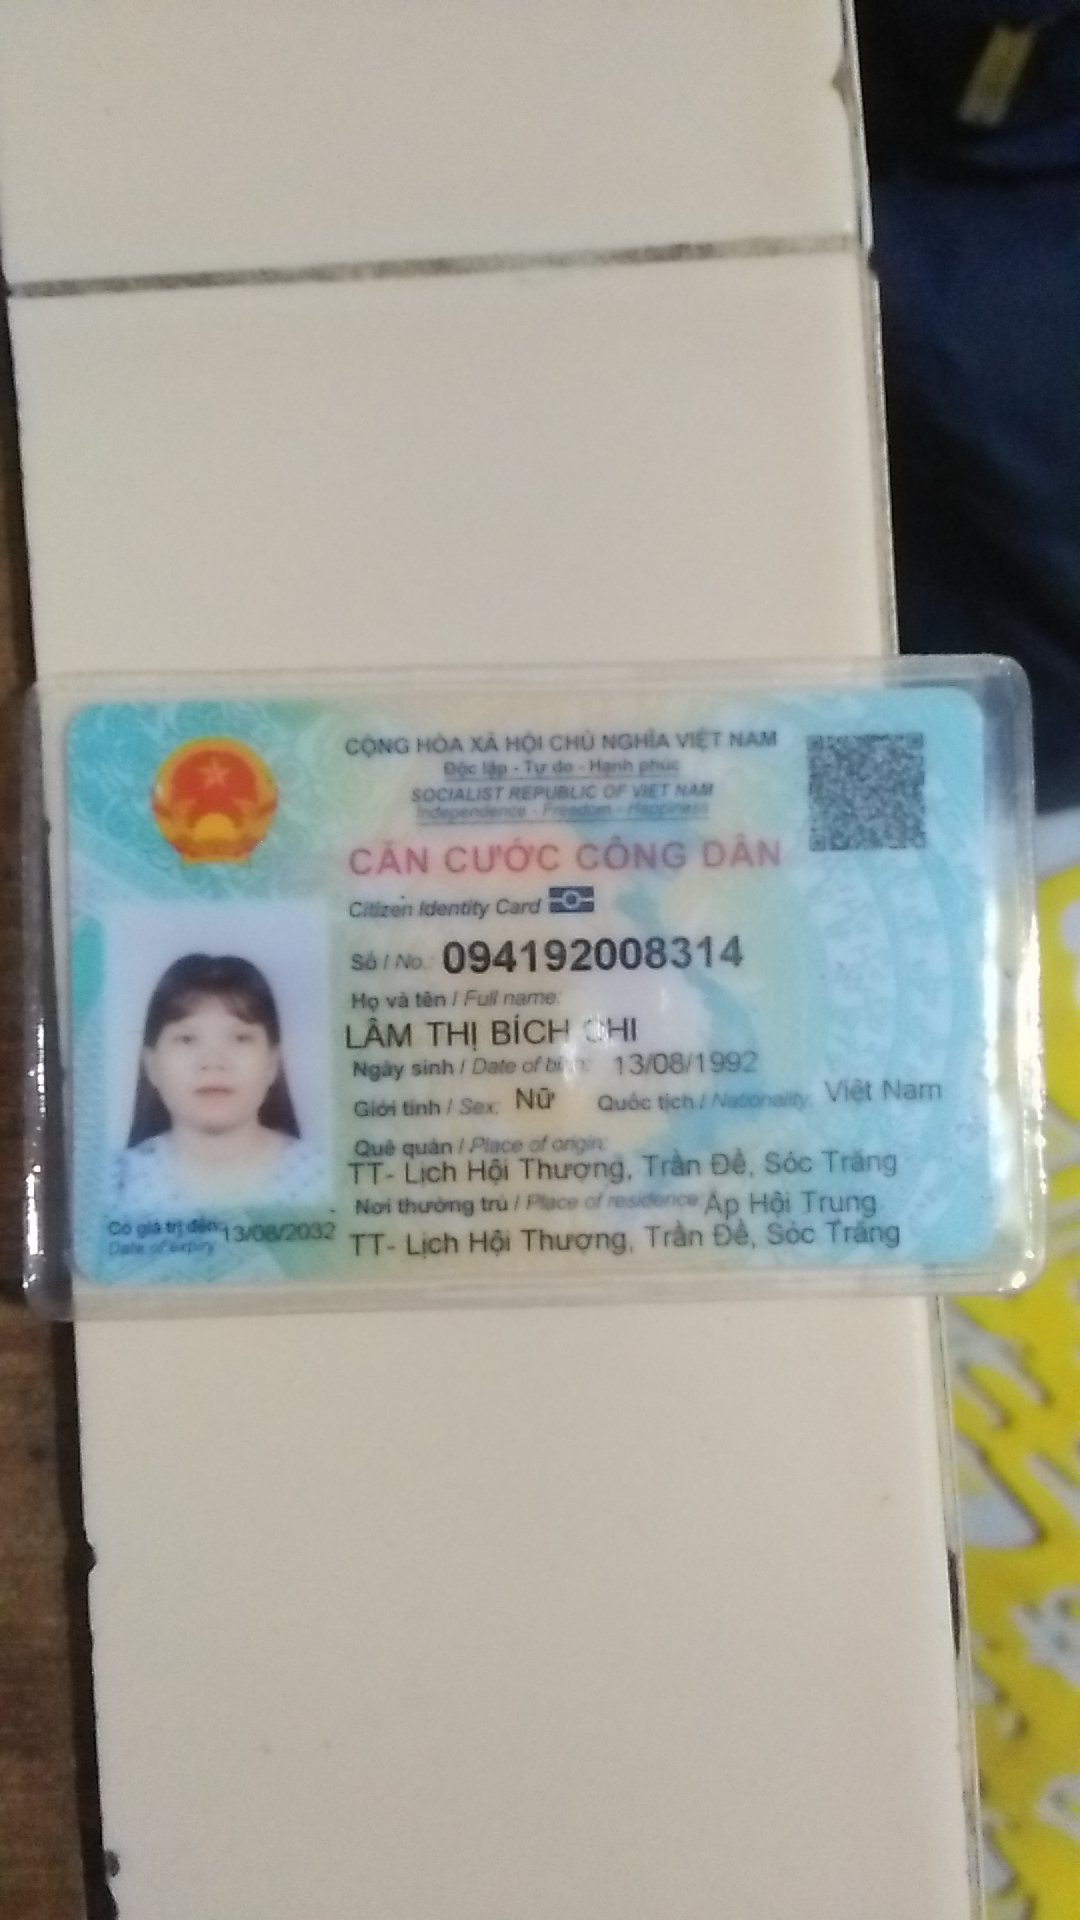 CỘNG HÒA XÃ HỘI CHỦ NGHĨA VIỆT NAM
Độc lập - Tự do - Hạnh phúc
SOCIALIST REPUBLIC OF VIET NAM
Independence - Freedom - Happiness
CĂN CƯỚC CÔNG DÂN
Citizen Identity Card
Số / No.: 094192008314
Họ và tên / Full name:
LÂM THỊ BÍCH CHI
Ngày sinh / Date of birth: 13/08/1992
Giới tính / Sex: Nữ Quốc tịch / Nationality: Việt Nam
Quê quán / Place of origin:
TT- Lịch Hội Thượng, Trần Đề, Sóc Trăng
Nơi thường trú / Place of residence: Ấp Hội Trung
TT- Lịch Hội Thượng, Trần Đề, Sóc Trăng
Có giá trị đến: 13/08/2032
Date of expiry